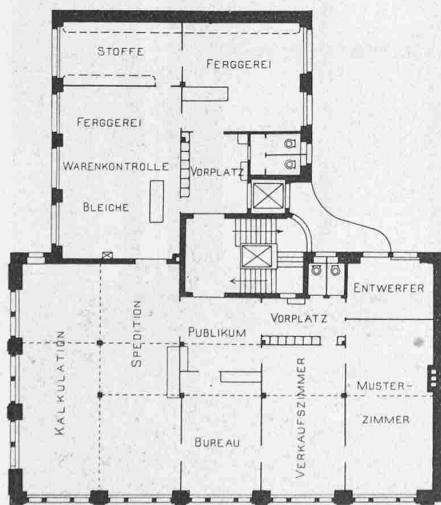 STOFFE
FERGGEREI
FERGGEREI
WARENKONTROLLE
VORPLATZ
BLEICHE
ENTWERFER
VORPLATZ
PUBLIKUM
SPEDITION
KALKULATION
VERKAUFSZIMMER
MUSTER-
ZIMMER
BUREAU